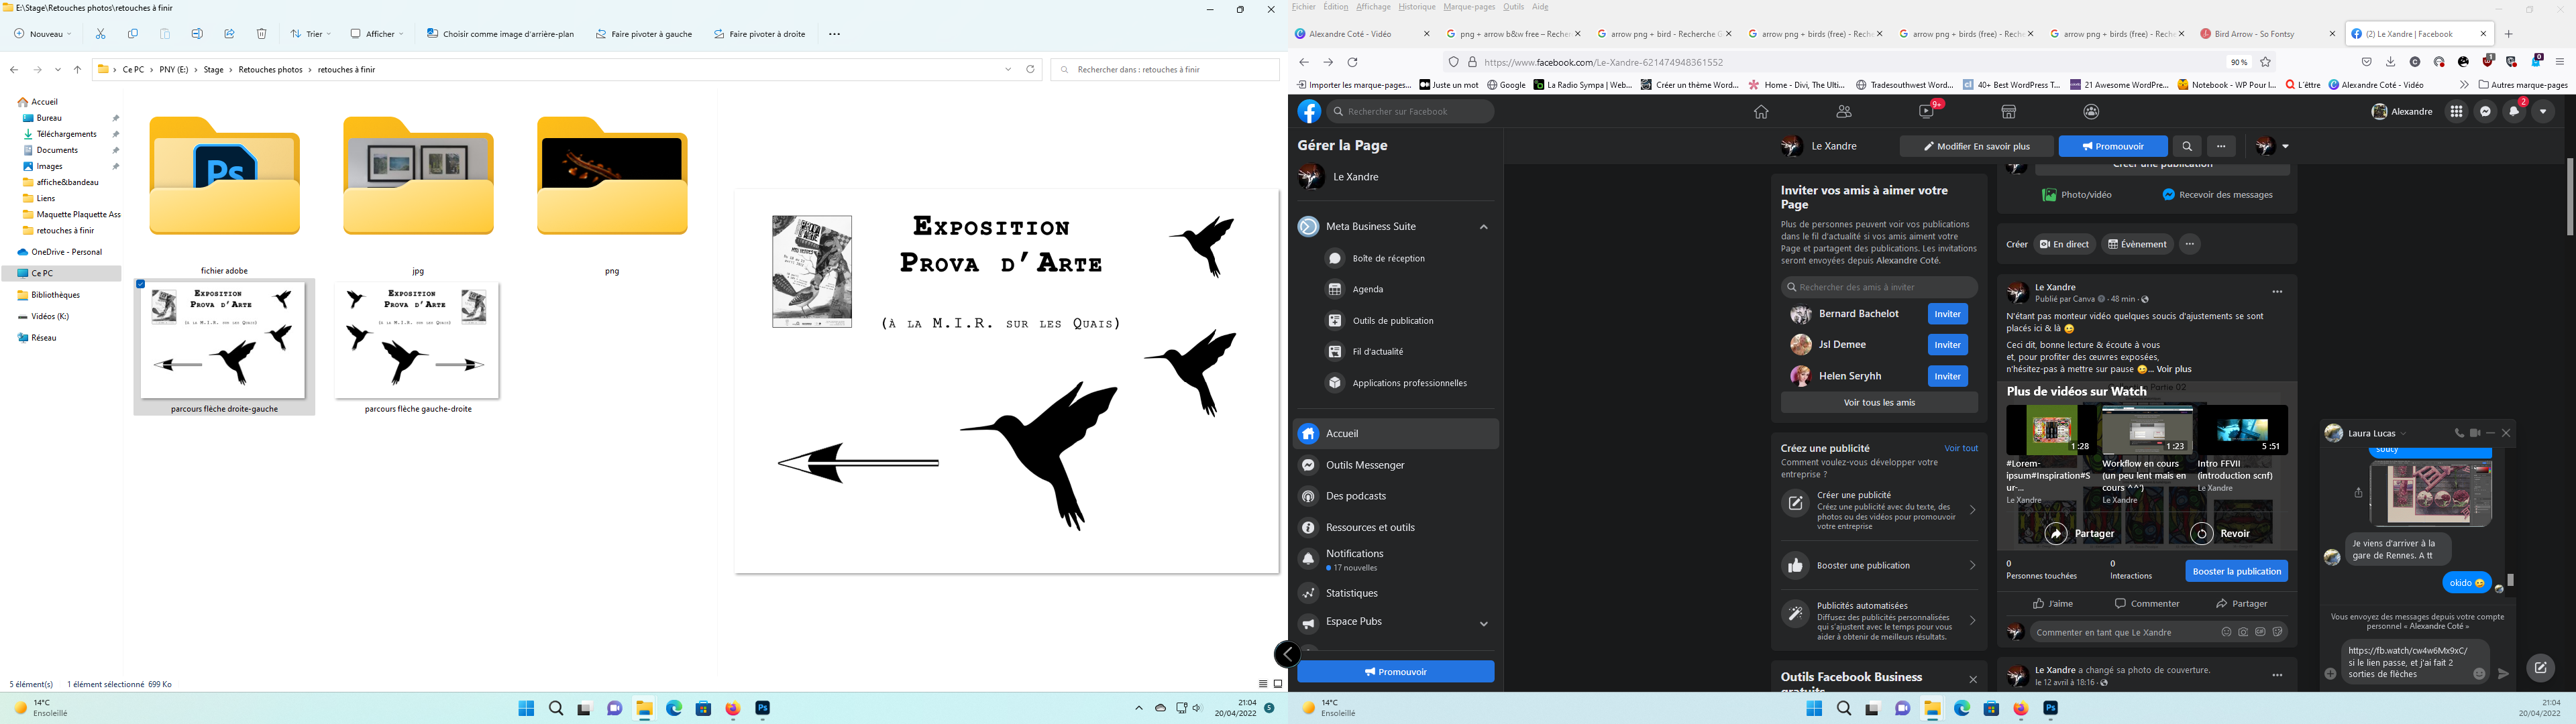 E:\Stage\Retouches photos\retouches à finir
Nouveau
Trier
Afficher
Choisir comme image d'arrière-plan
Faire pivoter à gauche
Faire pivoter à droite
Ce PC > PNY (E:) > Stage > Retouches photos > retouches à finir
Rechercher dans : retouches à finir
Accueil
Bureau
Téléchargements
Documents
Images
affiche&bandeau
Liens
Maquette Plaquette Ass
retouches à finir
OneDrive - Personal
Ce PC
Bibliothèques
Vidéos (K:)
Réseau
Ps
fichier adobe
jpg
png
Exposition
Prova d'Arte
(à la M.I.R. sur les Quais)
parcours flèche droite-gauche
Exposition
Prova d'Arte
(à la M.I.R. sur les Quais)
parcours flèche gauche-droite
Exposition
Prova d'Arte
(à la M.I.R. sur les Quais)
5 élément(s)
1 élément sélectionné 699 Ko
14°C
Ensoleillé
21:04
20/04/2022
5
Fichier Édition Affichage Historique Marque-pages Outils Aide
Alexandre Coté - Vidéo
png + arrow b&w free – Recher
arrow png + bird - Recherche G
arrow png + birds (free) - Rech
arrow png + birds (free) - Rech
arrow png + birds (free) - Rech
Bird Arrow - So Fontsy
(2) Le Xandre | Facebook
https://www.facebook.com/Le-Xandre-621474948361552
90 %
Importer les marque-pages...
Juste un mot
Google
La Radio Sympa | Web...
Créer un thème Word...
Home - Divi, The Ulti...
Tradesouthwest Word...
40+ Best WordPress T...
21 Awesome WordPre...
Notebook - WP Pour l...
L'êttre
Alexandre Coté - Vidéo
Autres marque-pages
Rechercher sur Facebook
9+
Alexandre
2
Gérer la Page
Le Xandre
Meta Business Suite
Boîte de réception
Agenda
Outils de publication
Fil d'actualité
Applications professionnelles
Accueil
Outils Messenger
Des podcasts
Ressources et outils
Notifications
17 nouvelles
Statistiques
Espace Pubs
Promouvoir
Le Xandre
Modifier En savoir plus
Promouvoir
Inviter vos amis à aimer votre
Page
Plus de personnes peuvent voir vos publications
dans le fil d'actualité si vos amis aiment votre
Page et partagent des publications. Les invitations
seront envoyées depuis Alexandre Coté.
Rechercher des amis à inviter
Bernard Bachelot
Inviter
Jsl Demee
Inviter
Helen Seryhh
Inviter
Voir tous les amis
Créez une publicité
Voir tout
Comment voulez-vous développer votre
entreprise ?
Créer une publicité
Créez une publicité avec du texte, des
photos ou des vidéos pour promouvoir
votre entreprise
Booster une publication
Publicités automatisées
Diffusez des publicités personnalisées
qui s'ajustent avec le temps pour vous
aider à obtenir de meilleurs résultats.
Outils Facebook Business
gratuits
Créer une publication
Photo/vidéo
Recevoir des messages
Créer
En direct
Évènement
Le Xandre
Publié par Canva · 48 min
N'étant pas monteur vidéo quelques soucis d'ajustements se sont
placés ici & là
Ceci dit, bonne lecture & écoute à vous
et, pour profiter des œuvres exposées,
n'hésitez-pas à mettre sur pause ... Voir plus
Plus de vidéos sur Watch
1 :28
1 :23
5 :51
#Lorem-
ipsum#Inspiration#S
ur-...
Le Xandre
Workflow en cours
(un peu lent mais en
cours ^^')
Le Xandre
Intro FFVII
(introduction scnf)
Le Xandre
Partager
Revoir
0
Personnes touchées
0
Interactions
Booster la publication
J'aime
Commenter
Partager
Commenter en tant que Le Xandre
Le Xandre a changé sa photo de couverture.
le 12 avril à 18:16
Laura Lucas
soucy
Je viens d'arriver à la
gare de Rennes. A tt
okido
Vous envoyez des messages depuis votre compte
personnel « Alexandre Coté »
https://fb.watch/cw4w6Mx9xC/
si le lien passe, et j'ai fait 2
sorties de flèches
14°C
Ensoleillé
21:04
20/04/2022